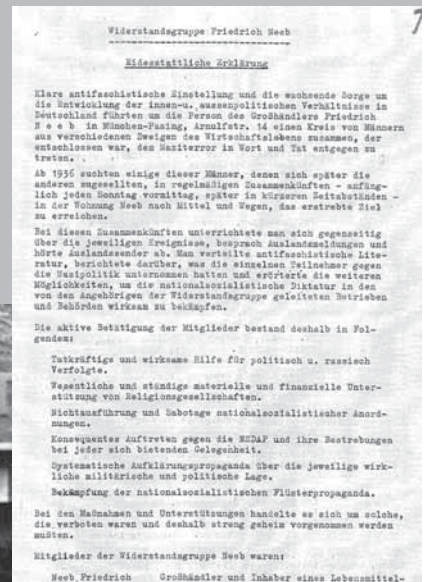 7
Widerstandsgruppe Friedrich Neeb
Eidesstattliche Erklärung
Klare antifaschistische Einstellung und die wachsende Sorge um
die Entwicklung der innen-u. aussenpolitischen Verhältnisse in
Deutschland führten um die Person des Großhändlers Friedrich
N e e b in München-Pasing, Arnulfstr. 14 einen Kreis von Männern
aus verschiedenen Zweigen des Wirtschaftslebens zusammen, der
entschlossen war, dem Naziterror in Wort und Tat entgegen zu
treten.
Ab 1936 suchten einige dieser Männer, denen sich später die
anderen zugesellten, in regelmäßigen Zusammenkünften - anfäng-
lich jeden Sonntag vormittag, später in kürzeren Zeitabständen -
in der Wohnung Neeb nach Mittel und Wegen, das erstrebte Ziel
zu erreichen.
Bei diesen Zusammenkünften unterrichtete man sich gegenseitig
über die jeweiligen Ereignisse, besprach Auslandsmeldungen und
hörte Auslandssender ab. Man verteilte antifaschistische Lite-
ratur, berichtete darüber, was die einzelnen Teilnehmer gegen
die Nazipolitik unternommen hatten und erörterte die weiteren
Möglichkeiten, um die nationalsozialistische Diktatur in den
von den Angehörigen der Widerstandsgruppe geleiteten Betrieben
und Behörden wirksam zu bekämpfen.
Die aktive Betätigung der Mitglieder bestand deshalb in Fol-
gendem:
Tatkräftige und wirksame Hilfe für politisch u. rassisch
Verfolgte.
Wesentliche und ständige materielle und finanzielle Unter-
stützung von Religionsgesellschaften.
Nichtausführung und Sabotage nationalsozialistischer Anord-
nungen.
Konsequentes Auftreten gegen die NSDAP und ihre Bestrebungen
bei jeder sich bietenden Gelegenheit.
Systematische Aufklärungspropaganda über die jeweilige wirk-
liche militärische und politische Lage.
Bekämpfung der nationalsozialistischen Flüsterpropaganda.
Bei den Maßnahmen und Unterstützungen handelte es sich um solche,
die verboten waren und deshalb streng geheim vorgenommen werden
mußten.
Mitglieder der Widerstandsgruppe Neeb waren:
Neeb Friedrich Großhändler und Inhaber eines Lebensmittel-